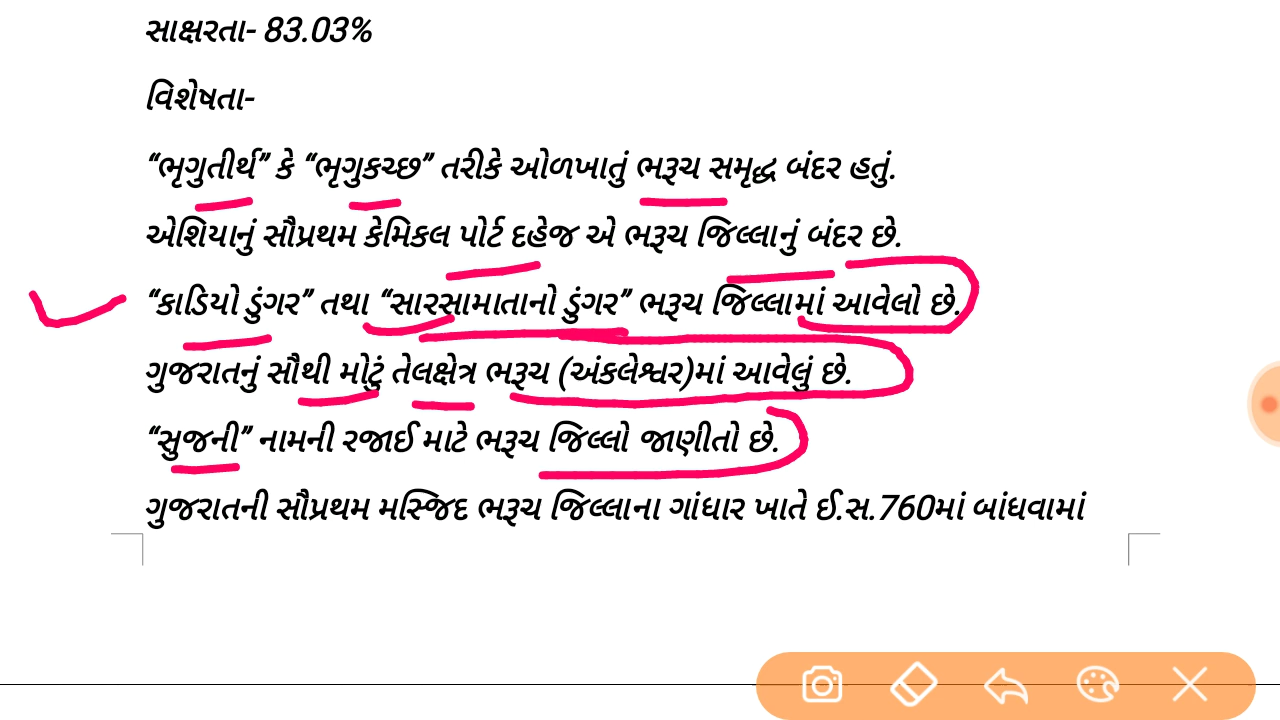 સાક્ષરતા- 83.03%
વિશેષતા-
“ભૃગુતીર્થ” કે “ભૃગુકચ્છ” તરીકે ઓળખાતું ભરૂચ સમૃદ્ધ બંદર હતું.
એશિયાનું સૌપ્રથમ કેમિકલ પોર્ટ દહેજ એ ભરૂચ જિલ્લાનું બંદર છે.
“કાડિયો ડુંગર” તથા “સારસામાતાનો ડુંગર” ભરૂચ જિલ્લામાં આવેલો છે.
ગુજરાતનું સૌથી મોટું તેલક્ષેત્ર ભરૂચ (અંકલેશ્વર)માં આવેલું છે.
“સુજની” નામની રજાઈ માટે ભરૂચ જિલ્લો જાણીતો છે.
ગુજરાતની સૌપ્રથમ મસ્જિદ ભરૂચ જિલ્લાના ગાંધાર ખાતે ઈ.સ.760માં બાંધવામાં